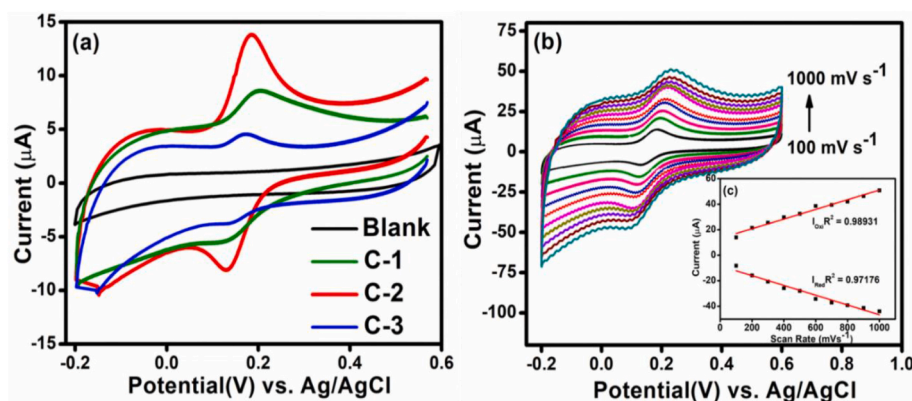 (a)
15
10
5
0
-5
-10
-15
Current (µA)
-0.2
0.0
0.2
0.4
0.6
Potential(V) vs. Ag/AgCl
Blank
C-1
C-2
C-3
(b)
75
50
25
0
-25
-50
-75
-100
Current (µA)
-0.2
0.0
0.2
0.4
0.6
0.8
1.0
Potential(V) vs. Ag/AgCl
1000 mV s⁻¹
100 mV s⁻¹
(c)
60
40
20
0
-20
-40
Current (µA)
I_Oxi R² = 0.98931
I_Red R² = 0.97176
0
200
400
600
800
1000
Scan Rate (mVs⁻¹)